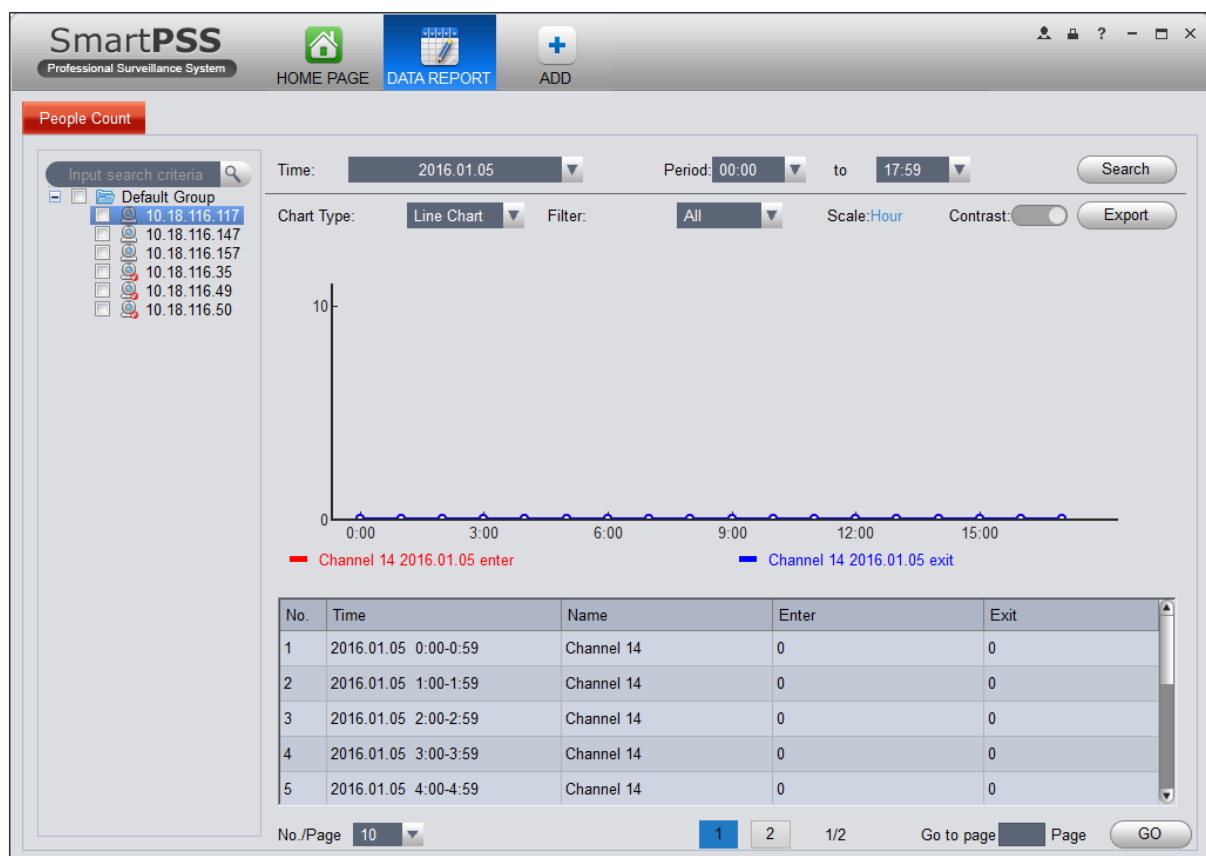 SmartPSS
Professional Surveillance System
HOME PAGE
DATA REPORT
ADD
?
People Count
Input search criteria
Default Group
10.18.116.117
10.18.116.147
10.18.116.157
10.18.116.35
10.18.116.49
10.18.116.50
Time: 2016.01.05 Period: 00:00 to 17:59 Search
Chart Type: Line Chart Filter: All Scale:Hour Contrast: Export
10
0
0:00 3:00 6:00 9:00 12:00 15:00
Channel 14 2016.01.05 enter Channel 14 2016.01.05 exit
No. Time Name Enter Exit
1 2016.01.05 0:00-0:59 Channel 14 0 0
2 2016.01.05 1:00-1:59 Channel 14 0 0
3 2016.01.05 2:00-2:59 Channel 14 0 0
4 2016.01.05 3:00-3:59 Channel 14 0 0
5 2016.01.05 4:00-4:59 Channel 14 0 0
No./Page 10 1 2 1/2 Go to page Page GO